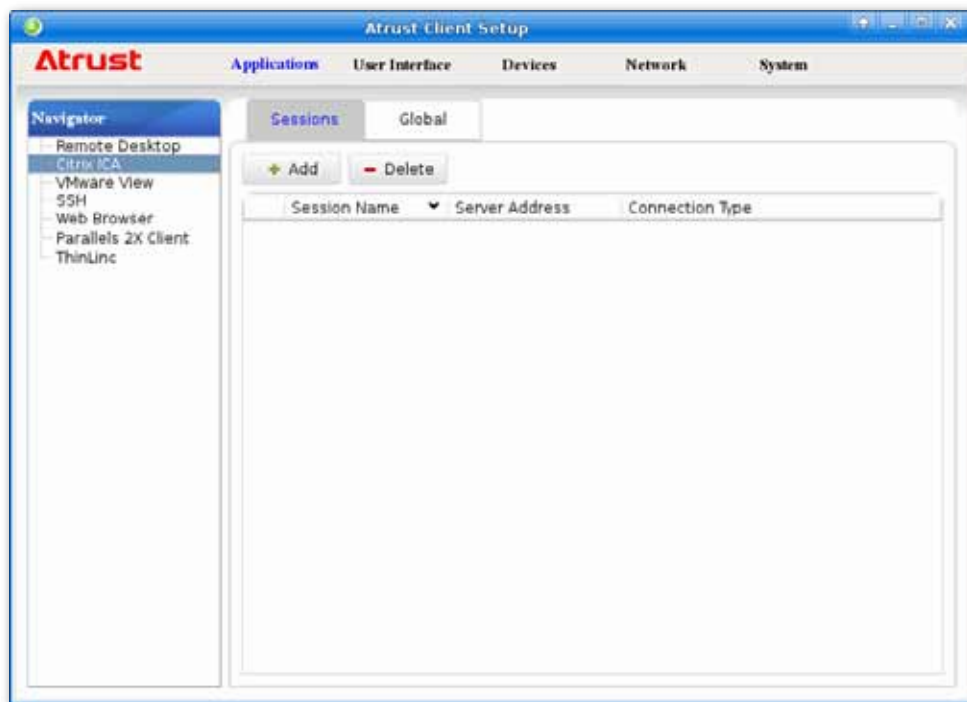 Atrust Client Setup
Atrust
Applications User Interface Devices Network System
Navigator
Remote Desktop
Citrix ICA
VMware View
SSH
Web Browser
Parallels 2X Client
ThinLinc
Sessions Global
Add Delete
Session Name Server Address Connection Type